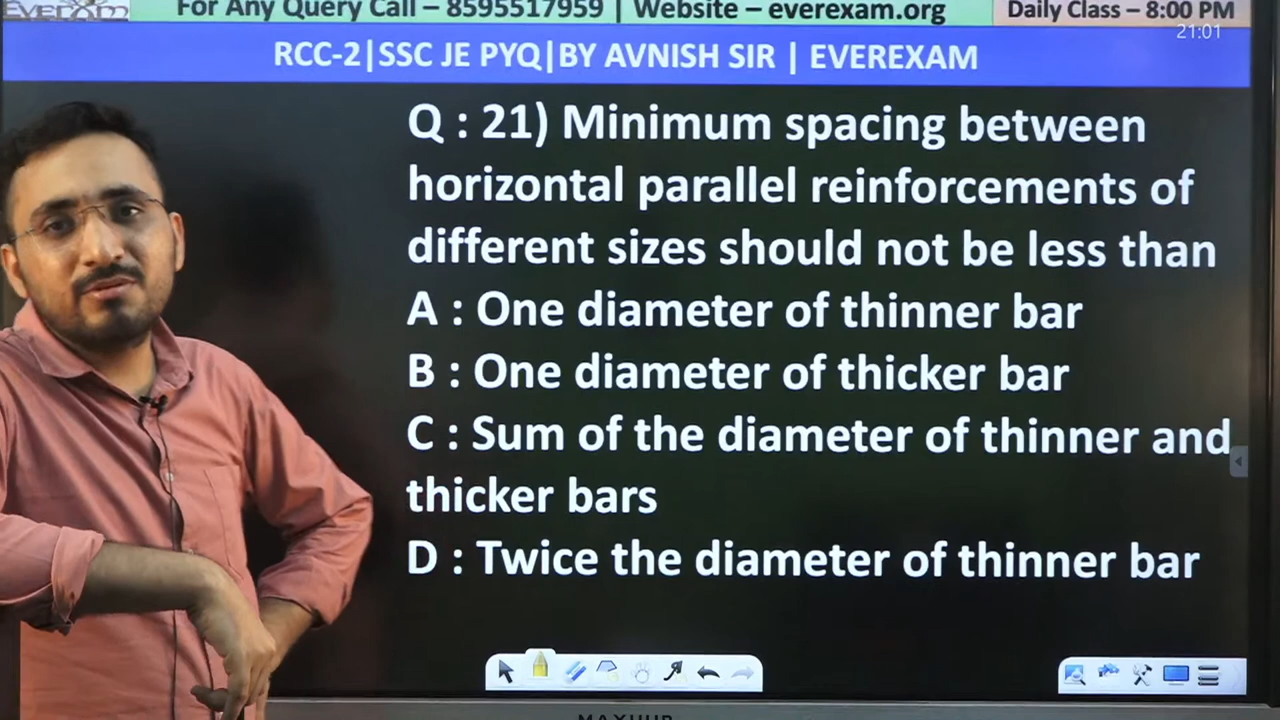 For Any Query Call – 8595517959 | Website – everexam.org
Daily Class – 8:00 PM
21:01
RCC-2|SSC JE PYQ|BY AVNISH SIR | EVEREXAM
Q : 21) Minimum spacing between
horizontal parallel reinforcements of
different sizes should not be less than
A : One diameter of thinner bar
B : One diameter of thicker bar
C : Sum of the diameter of thinner and
thicker bars
D : Twice the diameter of thinner bar